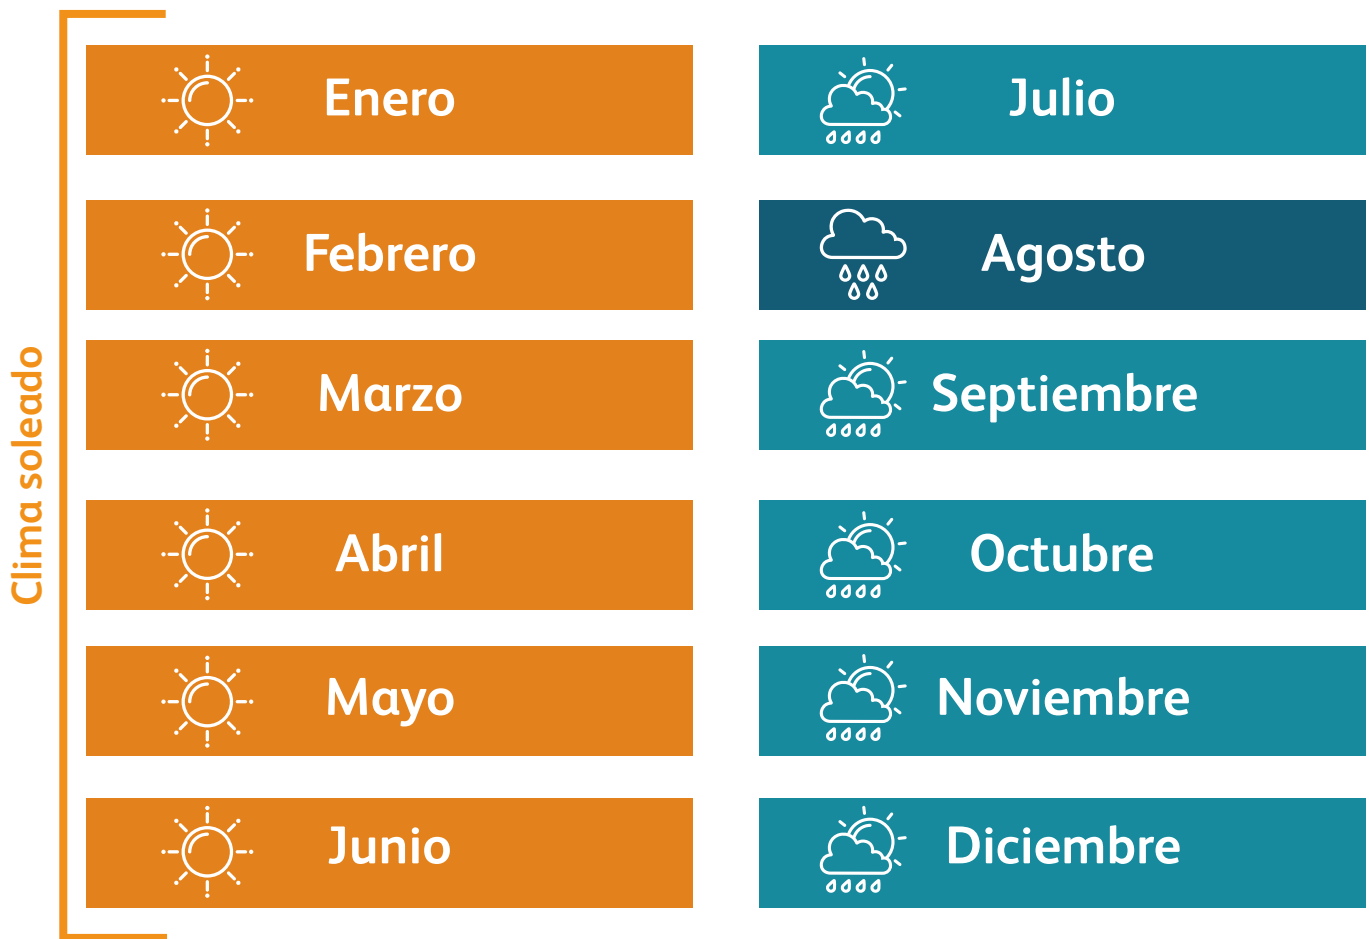 Clima soleado
Enero
Febrero
Marzo
Abril
Mayo
Junio
Julio
Agosto
Septiembre
Octubre
Noviembre
Diciembre